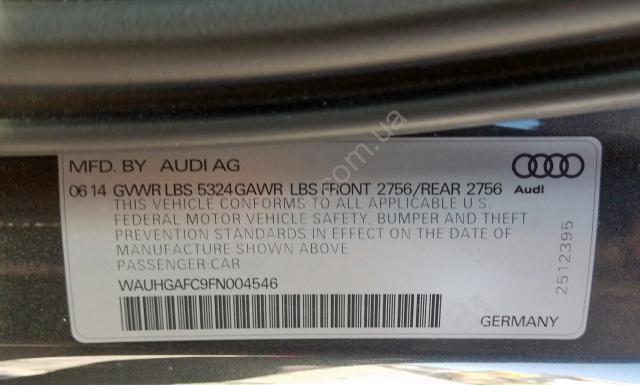 MFD. BY AUDI AG
06 14 GVWR LBS 5324 GAWR LBS FRONT 2756/REAR 2756
Audi
THIS VEHICLE CONFORMS TO ALL APPLICABLE U S
FEDERAL MOTOR VEHICLE SAFETY, BUMPER AND THEFT
PREVENTION STANDARDS IN EFFECT ON THE DATE OF
MANUFACTURE SHOWN ABOVE
PASSENGER CAR
WAUHGAFC9FN004546
GERMANY
2512395